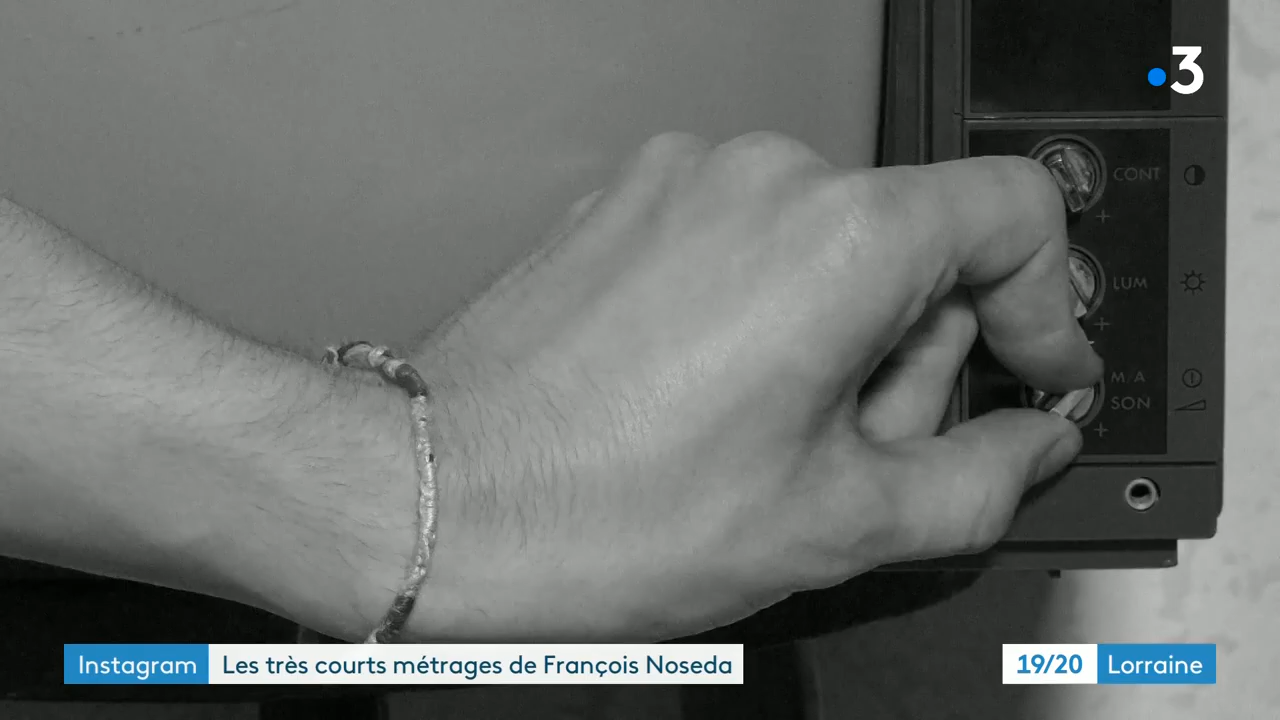 3
CONT
+
LUM
+
M/A
SON
+
Instagram Les très courts métrages de François Noseda
19/20 Lorraine